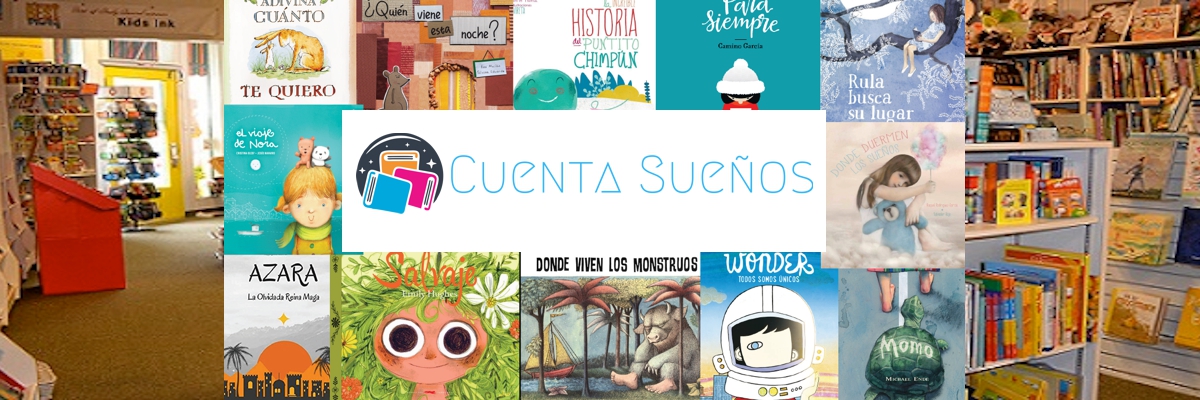 Kids Ink
ADIVINA
CUÁNTO
TE QUIERO
¿Quién viene
esta noche?
HISTORIA
del PUNTITO
CHIMPÚN
Para
Siempre
Camino García
Rula
busca
su lugar
el viaje
de Nora
CUENTA SUEÑOS
DONDE DUERMEN
AZARA
La Olvidada Reina Maga
Salvaje
Emily Hughes
DONDE VIVEN LOS MONSTRUOS
WONDER
TODOS SOMOS ÚNICOS
MOMO
MICHAEL ENDE